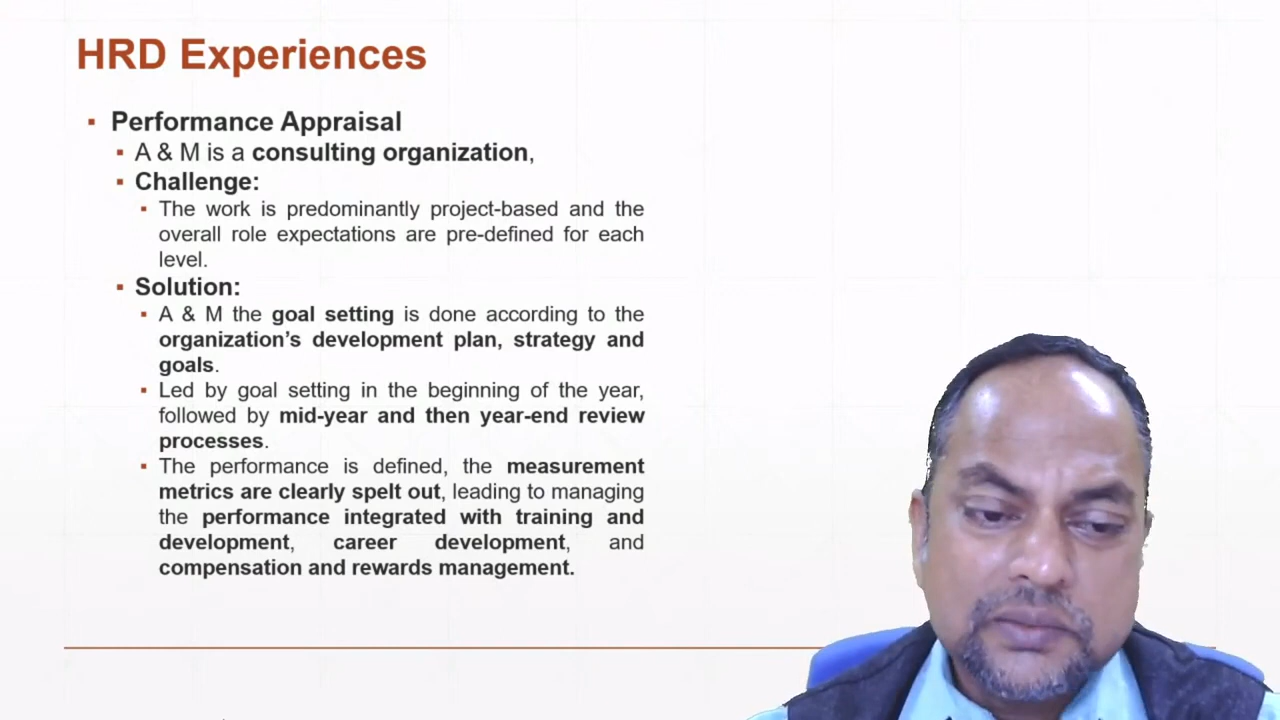 HRD Experiences
▪ Performance Appraisal
▪ A & M is a consulting organization,
▪ Challenge:
▪ The work is predominantly project-based and the
overall role expectations are pre-defined for each
level.
▪ Solution:
▪ A & M the goal setting is done according to the
organization's development plan, strategy and
goals.
▪ Led by goal setting in the beginning of the year,
followed by mid-year and then year-end review
processes.
▪ The performance is defined, the measurement
metrics are clearly spelt out, leading to managing
the performance integrated with training and
development, career development, and
compensation and rewards management.